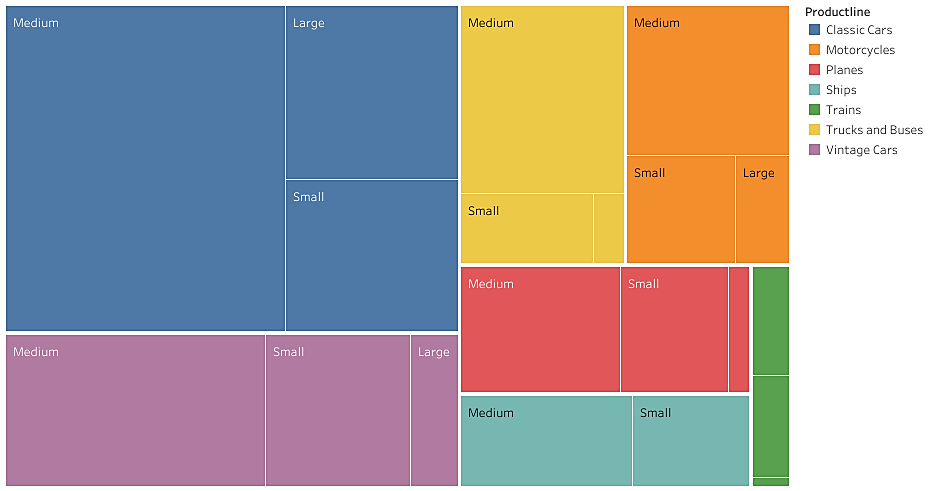 Medium
Large
Small
Medium
Small
Large
Medium
Small
Medium
Small
Large
Medium
Small
Medium
Small
Productline
Classic Cars
Motorcycles
Planes
Ships
Trains
Trucks and Buses
Vintage Cars